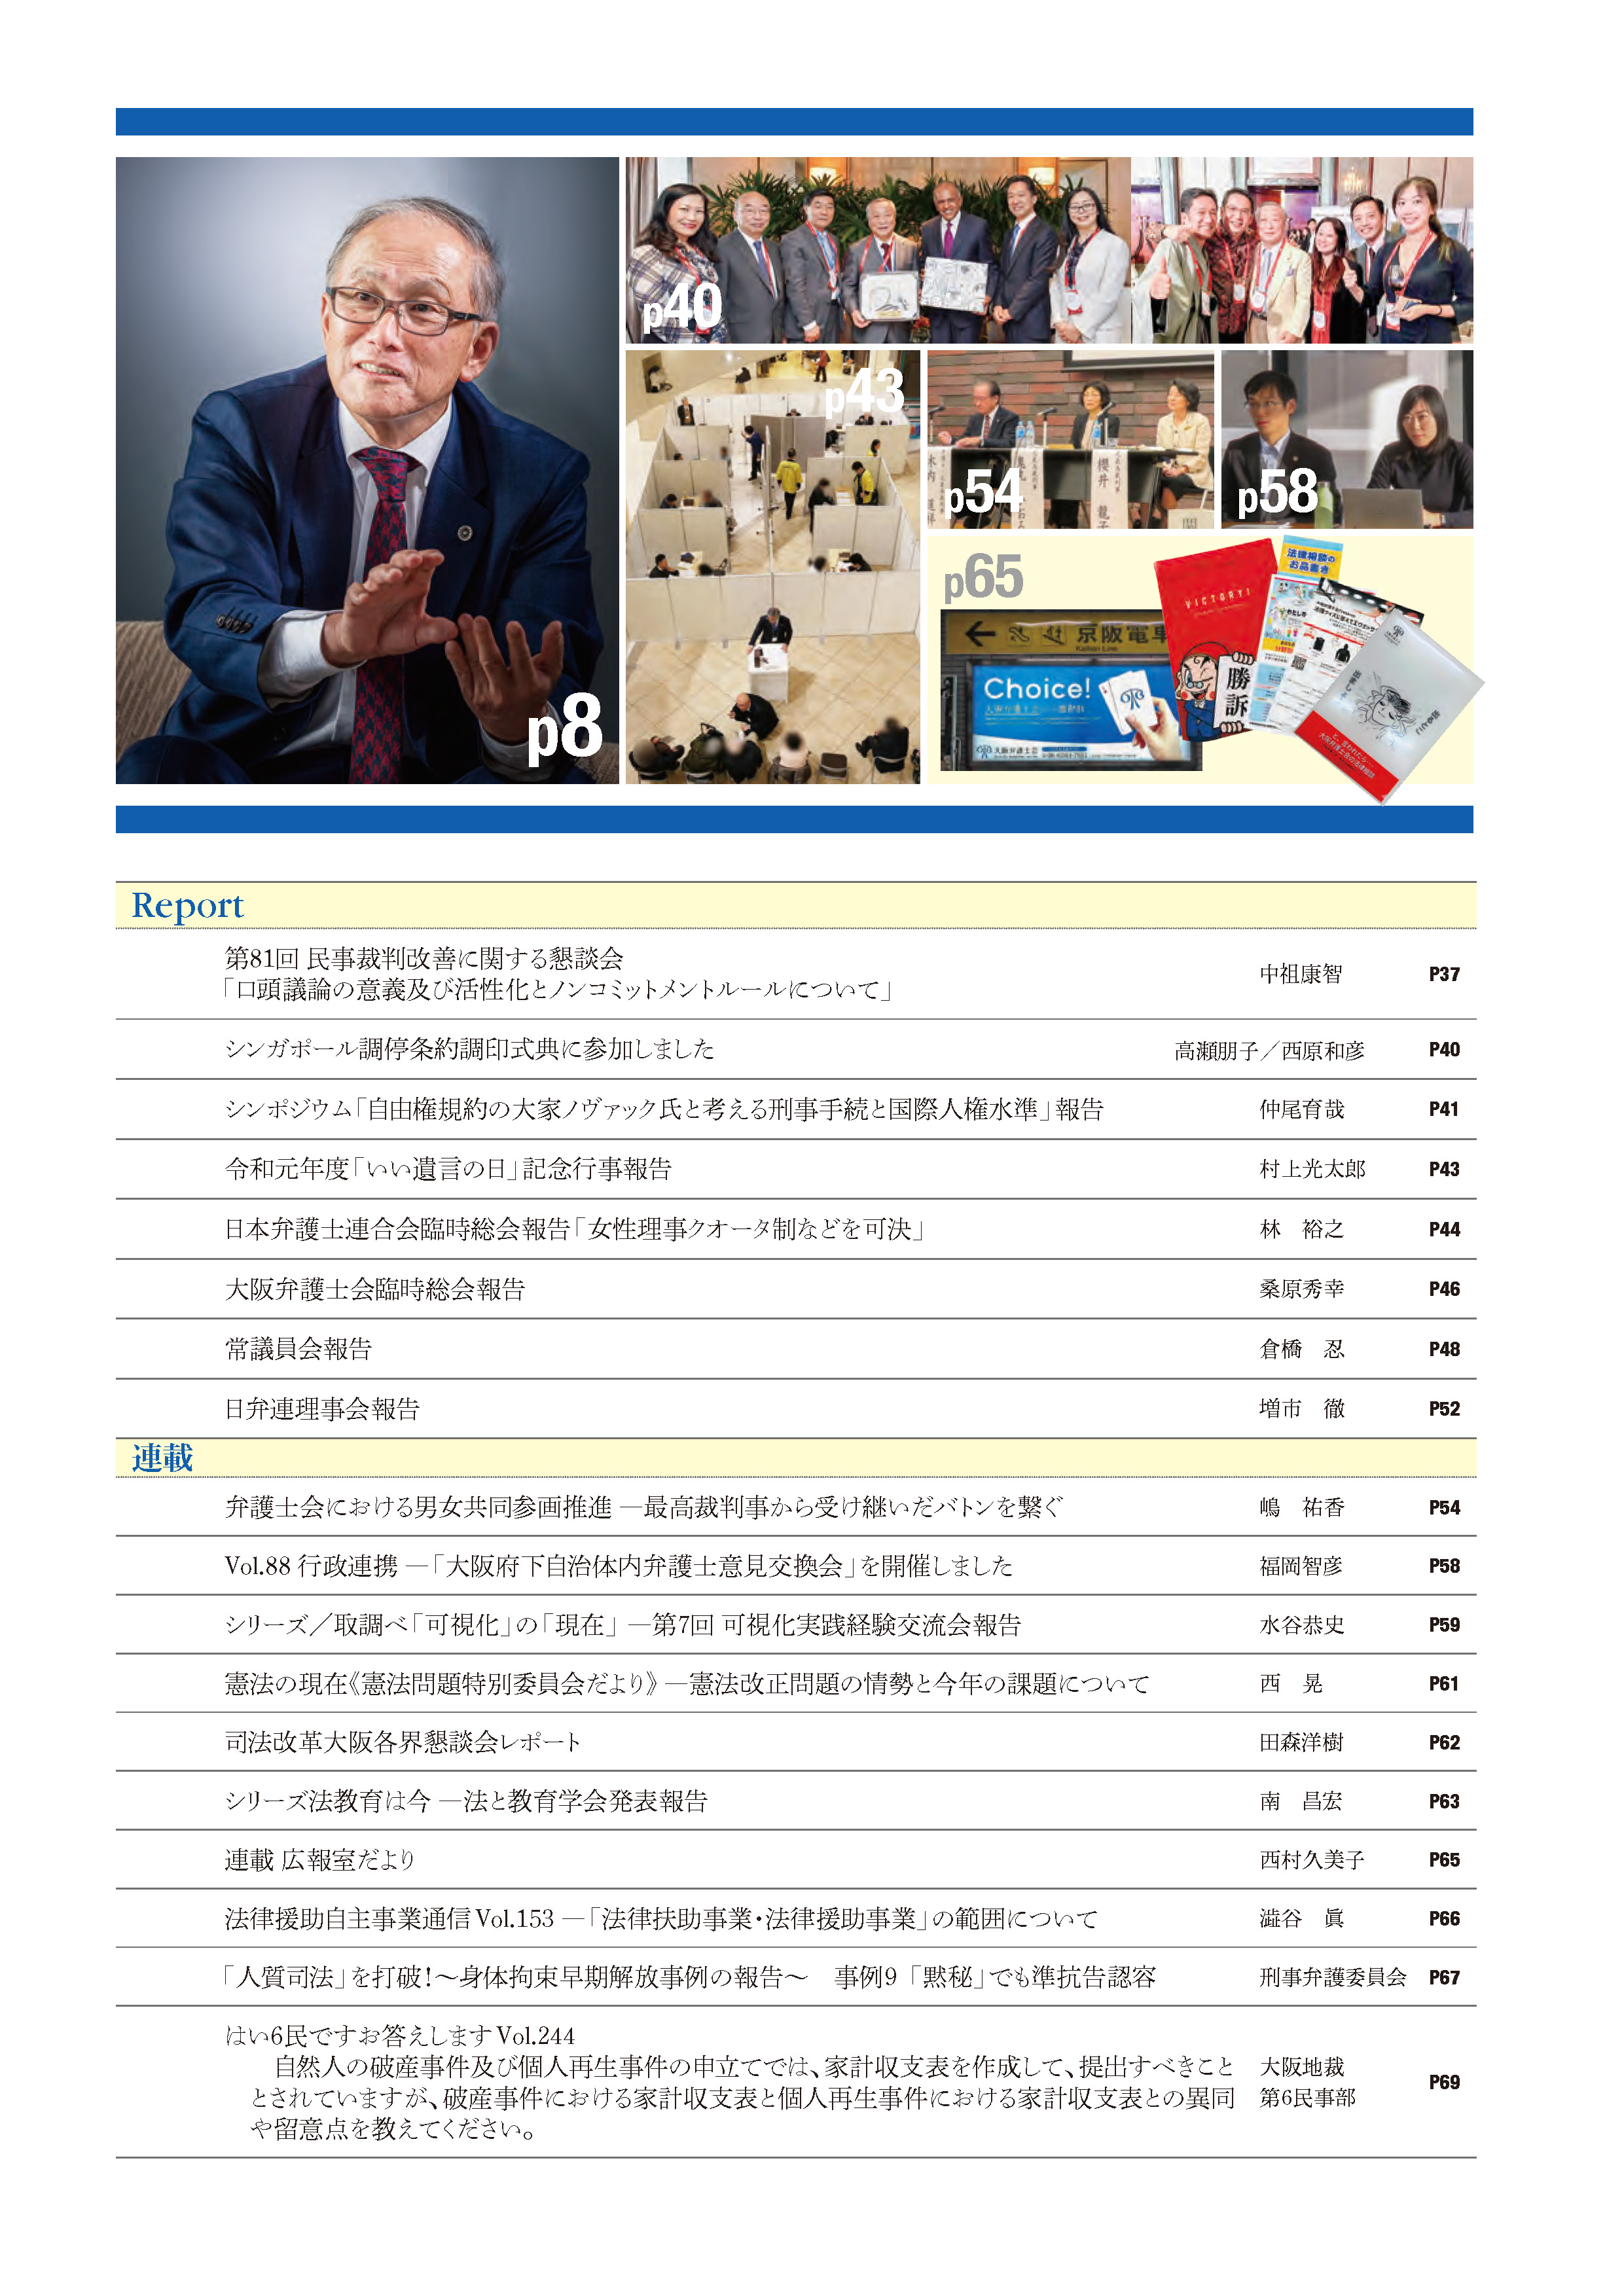 p8
p40
p43
p54
p58
p65
京阪電車
Keihan Line
Choice!
大阪弁護士会
VICTORY!
勝訴
法律相談の
お品書き
櫻井 龍子
Report
第81回 民事裁判改善に関する懇談会
「口頭議論の意義及び活性化とノンコミットメントルールについて」 中祖康智 P37
シンガポール調停条約調印式典に参加しました 高瀬朋子／西原和彦 P40
シンポジウム「自由権規約の大家ノヴァック氏と考える刑事手続と国際人権水準」報告 仲尾育哉 P41
令和元年度「いい遺言の日」記念行事報告 村上光太郎 P43
日本弁護士連合会臨時総会報告「女性理事クオータ制などを可決」 林　裕之 P44
大阪弁護士会臨時総会報告 桑原秀幸 P46
常議員会報告 倉橋　忍 P48
日弁連理事会報告 増市　徹 P52
連載
弁護士会における男女共同参画推進 ―最高裁判事から受け継いだバトンを繋ぐ 嶋　祐香 P54
Vol.88 行政連携 ―「大阪府下自治体内弁護士意見交換会」を開催しました 福岡智彦 P58
シリーズ／取調べ「可視化」の「現在」 ―第7回 可視化実践経験交流会報告 水谷恭史 P59
憲法の現在《憲法問題特別委員会だより》―憲法改正問題の情勢と今年の課題について 西　晃 P61
司法改革大阪各界懇談会レポート 田森洋樹 P62
シリーズ法教育は今 ―法と教育学会発表報告 南　昌宏 P63
連載 広報室だより 西村久美子 P65
法律援助自主事業通信Vol.153 ―「法律扶助事業・法律援助事業」の範囲について 澁谷　眞 P66
「人質司法」を打破!～身体拘束早期解放事例の報告～　事例9「黙秘」でも準抗告認容 刑事弁護委員会 P67
はい6民ですお答えしますVol.244
自然人の破産事件及び個人再生事件の申立てでは、家計収支表を作成して、提出すべきこと 大阪地裁
とされていますが、破産事件における家計収支表と個人再生事件における家計収支表との異同 第6民事部 P69
や留意点を教えてください。